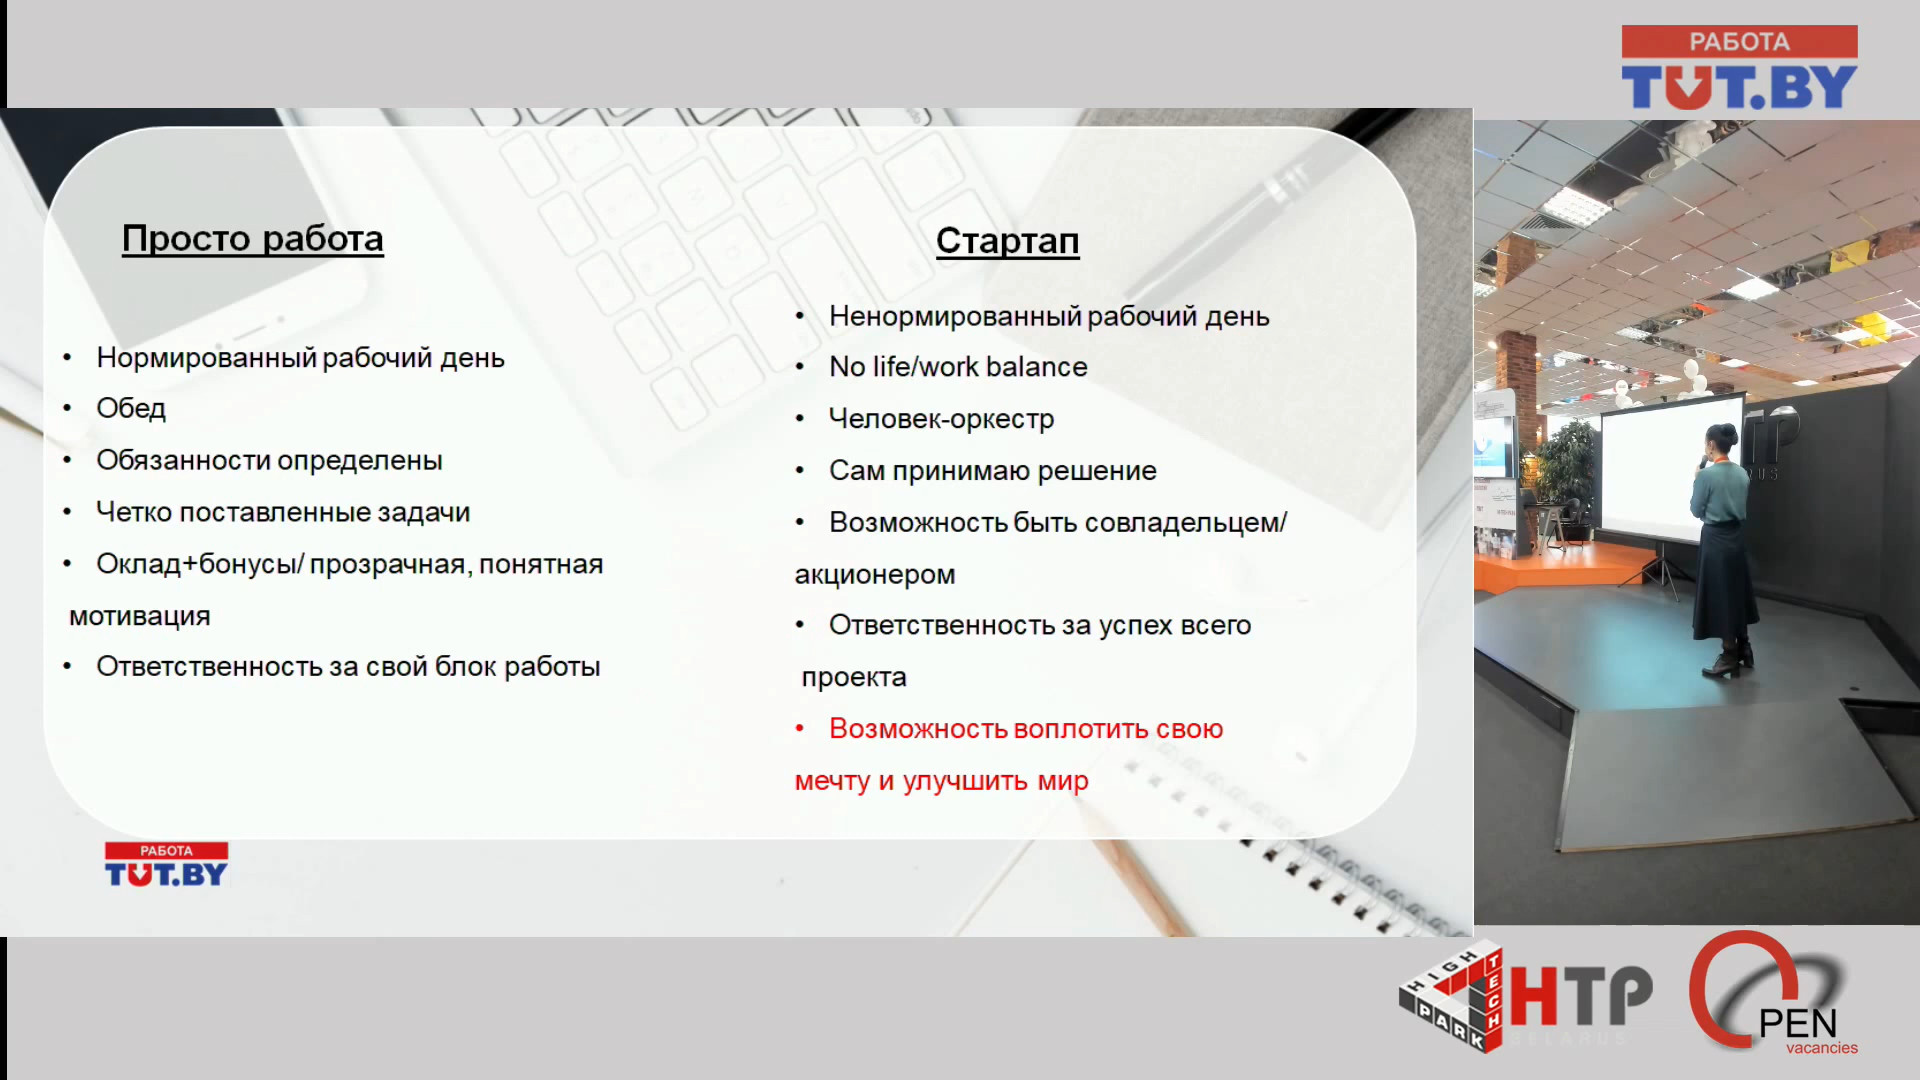 РАБОТА
TUT.BY
Просто работа
• Нормированный рабочий день
• Обед
• Обязанности определены
• Четко поставленные задачи
• Оклад+бонусы/ прозрачная, понятная
мотивация
• Ответственность за свой блок работы
Стартап
• Ненормированный рабочий день
• No life/work balance
• Человек-оркестр
• Сам принимаю решение
• Возможность быть совладельцем/
акционером
• Ответственность за успех всего
проекта
• Возможность воплотить свою
мечту и улучшить мир
РАБОТА
TUT.BY
HIGH
TECH
PARK
HTP
BELARUS
OPEN
vacancies